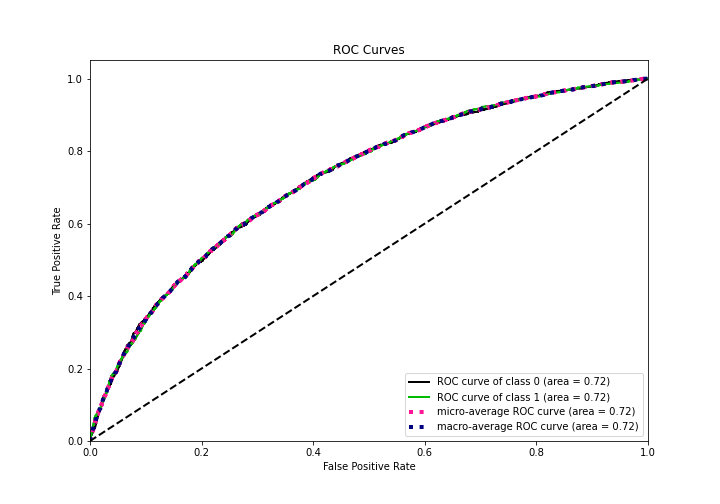 ROC Curves
True Positive Rate
1.0
0.8
0.6
0.4
0.2
0.0
ROC curve of class 0 (area = 0.72)
ROC curve of class 1 (area = 0.72)
micro-average ROC curve (area = 0.72)
macro-average ROC curve (area = 0.72)
0.0 0.2 0.4 0.6 0.8 1.0
False Positive Rate